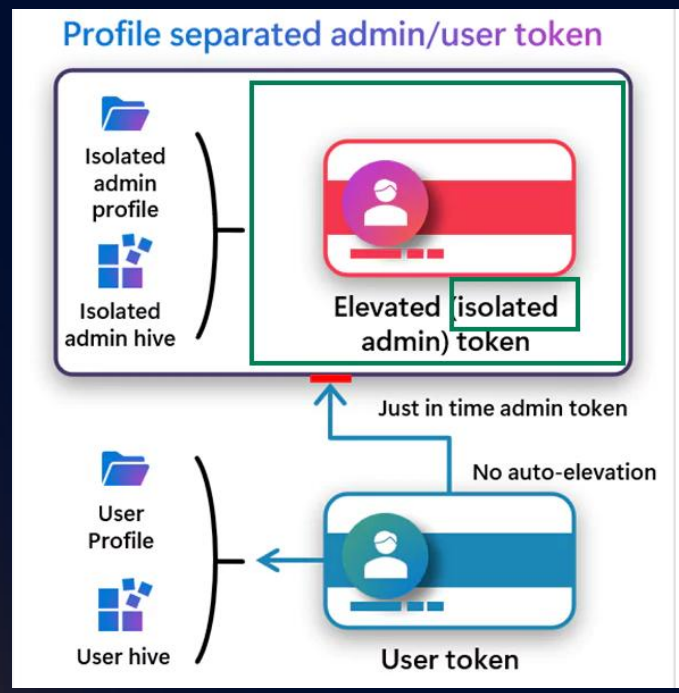 Profile separated admin/user token
Isolated
admin
profile
Isolated
admin hive
Elevated (isolated
admin) token
Just in time admin token
No auto-elevation
User
Profile
User hive
User token